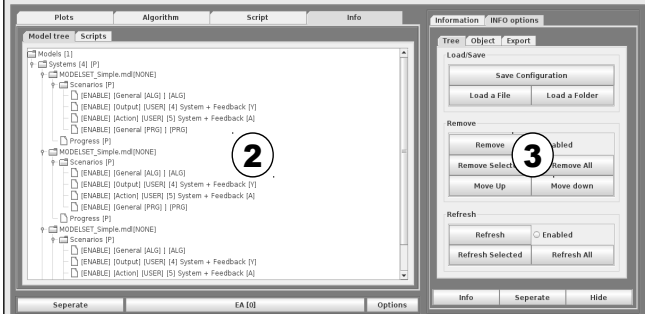 Plots Algorithm Script Info
Model tree Scripts
Models [1]
Systems [4] [P]
MODELSET_Simple.mdl[NONE]
Scenarios [P]
[ENABLE] [General [ALG] ] [ALG]
[ENABLE] [Output] [USER] [4] System + Feedback [Y]
[ENABLE] [Action] [USER] [5] System + Feedback [A]
[ENABLE] [General [PRG] ] [PRG]
Progress [P]
MODELSET_Simple.mdl[NONE]
Scenarios [P]
[ENABLE] [General [ALG] ] [ALG]
[ENABLE] [Output] [USER] [4] System + Feedback [Y]
[ENABLE] [Action] [USER] [5] System + Feedback [A]
[ENABLE] [General [PRG] ] [PRG]
Progress [P]
MODELSET_Simple.mdl[NONE]
Scenarios [P]
[ENABLE] [General [ALG] ] [ALG]
[ENABLE] [Output] [USER] [4] System + Feedback [Y]
[ENABLE] [Action] [USER] [5] System + Feedback [A]
2
Seperate EA [0] Options
Information INFO options
Tree Object Export
Load/Save
Save Configuration
Load a File Load a Folder
Remove
Remove
Remove Remove All
Move Up Move down
3
Refresh
Refresh Enabled
Refresh Selected Refresh All
Info Seperate Hide